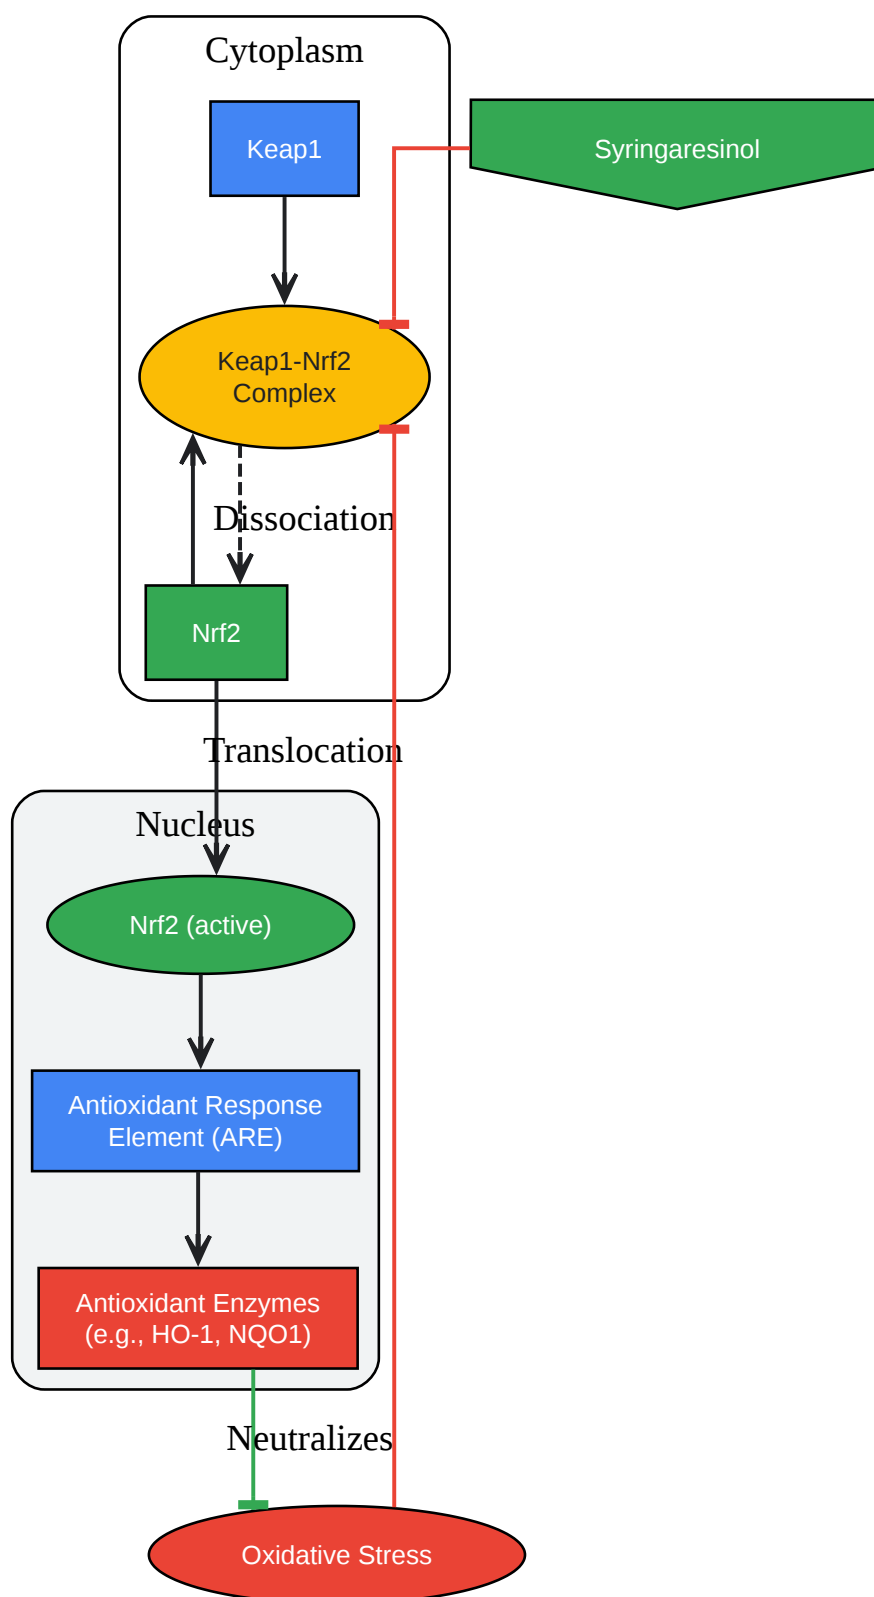 Cytoplasm
Keap1
Syringaresinol
Keap1-Nrf2
Complex
Dissociation
Nrf2
Translocation
Nucleus
Nrf2 (active)
Antioxidant Response
Element (ARE)
Antioxidant Enzymes
(e.g., HO-1, NQO1)
Neutralizes
Oxidative Stress